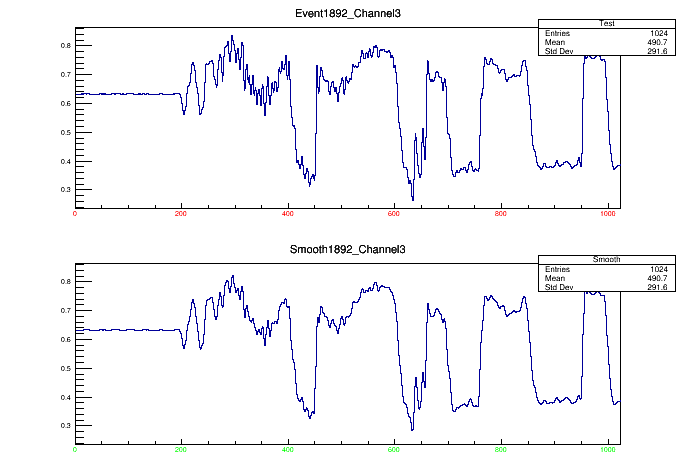 Event1892_Channel3
Test
Entries 1024
Mean 490.7
Std Dev 291.6
0.8
0.7
0.6
0.5
0.4
0.3
0 200 400 600 800 1000
Smooth1892_Channel3
Smooth
Entries 1024
Mean 490.7
Std Dev 291.6
0.8
0.7
0.6
0.5
0.4
0.3
0 200 400 600 800 1000